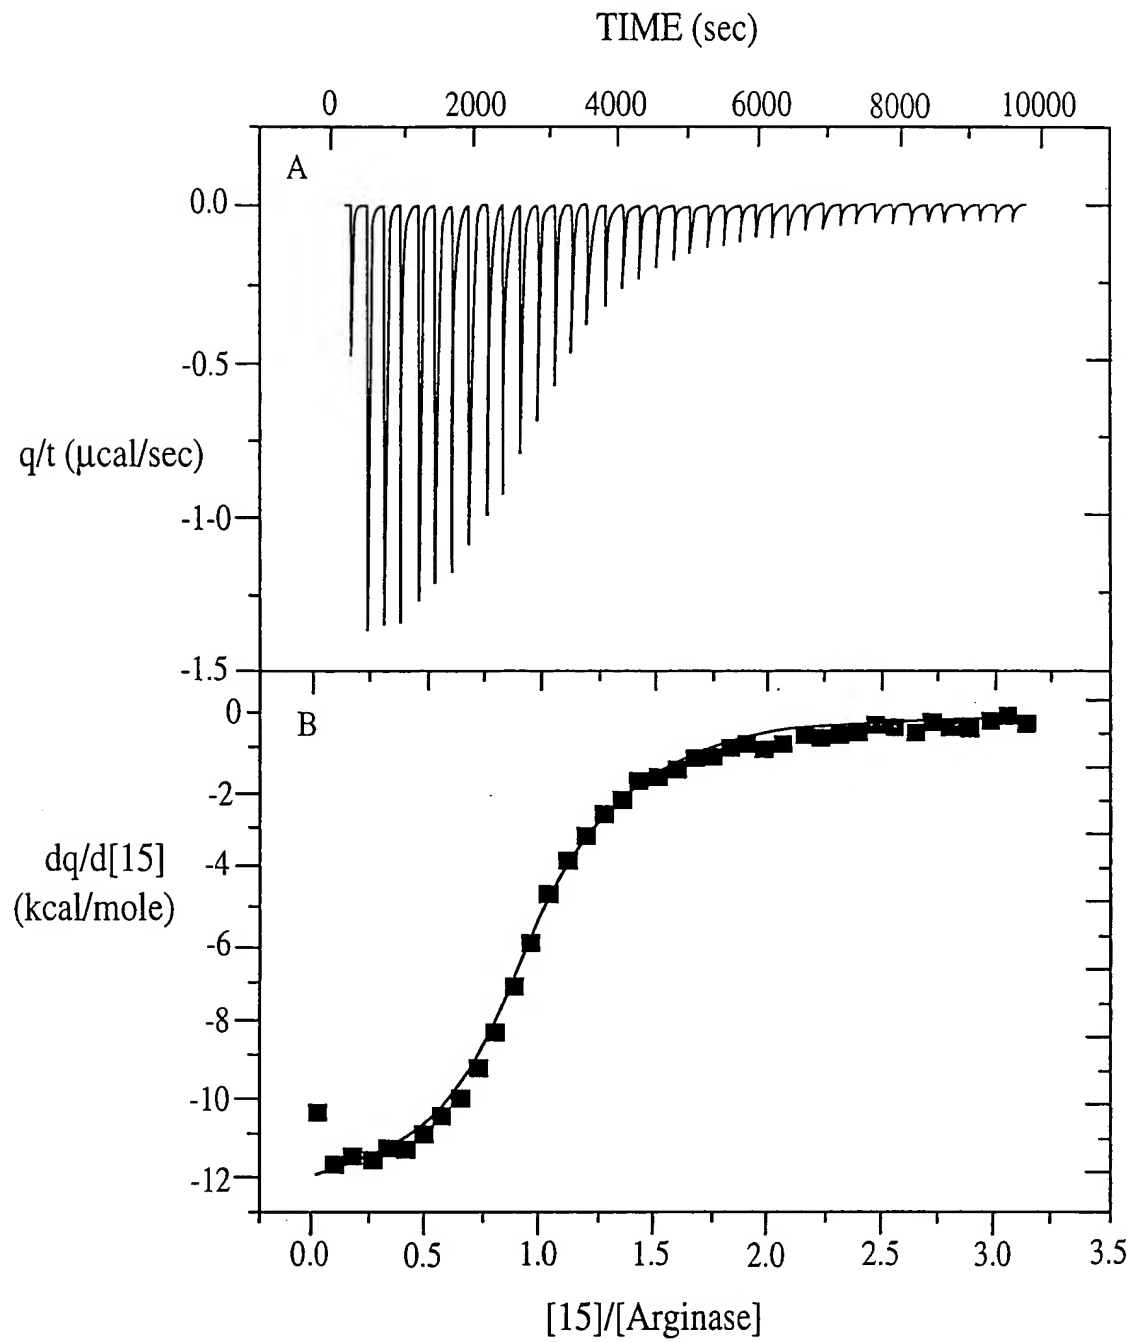 TIME (sec)
0 2000 4000 6000 8000 10000
A
0.0
-0.5
q/t (μcal/sec)
-1-0
-1.5
0
B
-2
dq/d[15]
-4
(kcal/mole)
-6
-8
-10
-12
0.0 0.5 1.0 1.5 2.0 2.5 3.0 3.5
[15]/[Arginase]